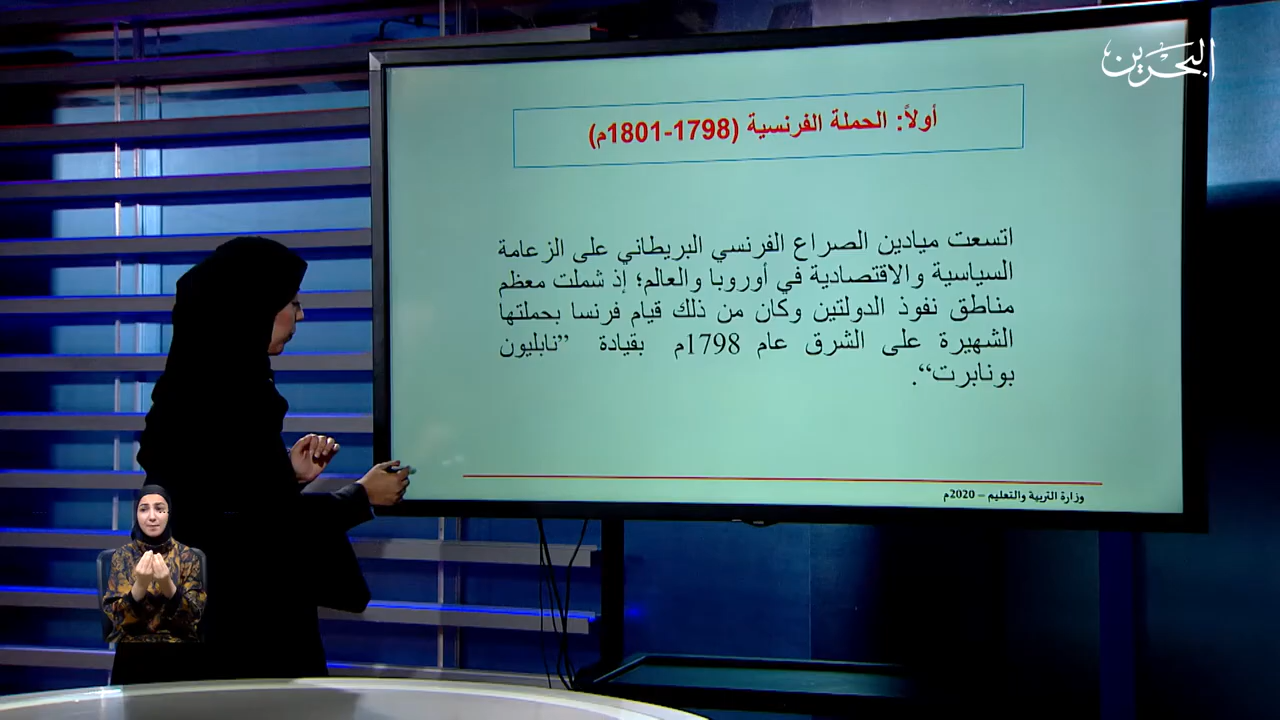 البحرين
أولاً: الحملة الفرنسية (1798-1801م)
اتسعت ميادين الصراع الفرنسي البريطاني على الزعامة
السياسية والاقتصادية في أوروبا والعالم؛ إذ شملت معظم
مناطق نفوذ الدولتين وكان من ذلك قيام فرنسا بحملتها
الشهيرة على الشرق عام 1798م بقيادة ”نابليون
بونابرت“.
وزارة التربية والتعليم – 2020م